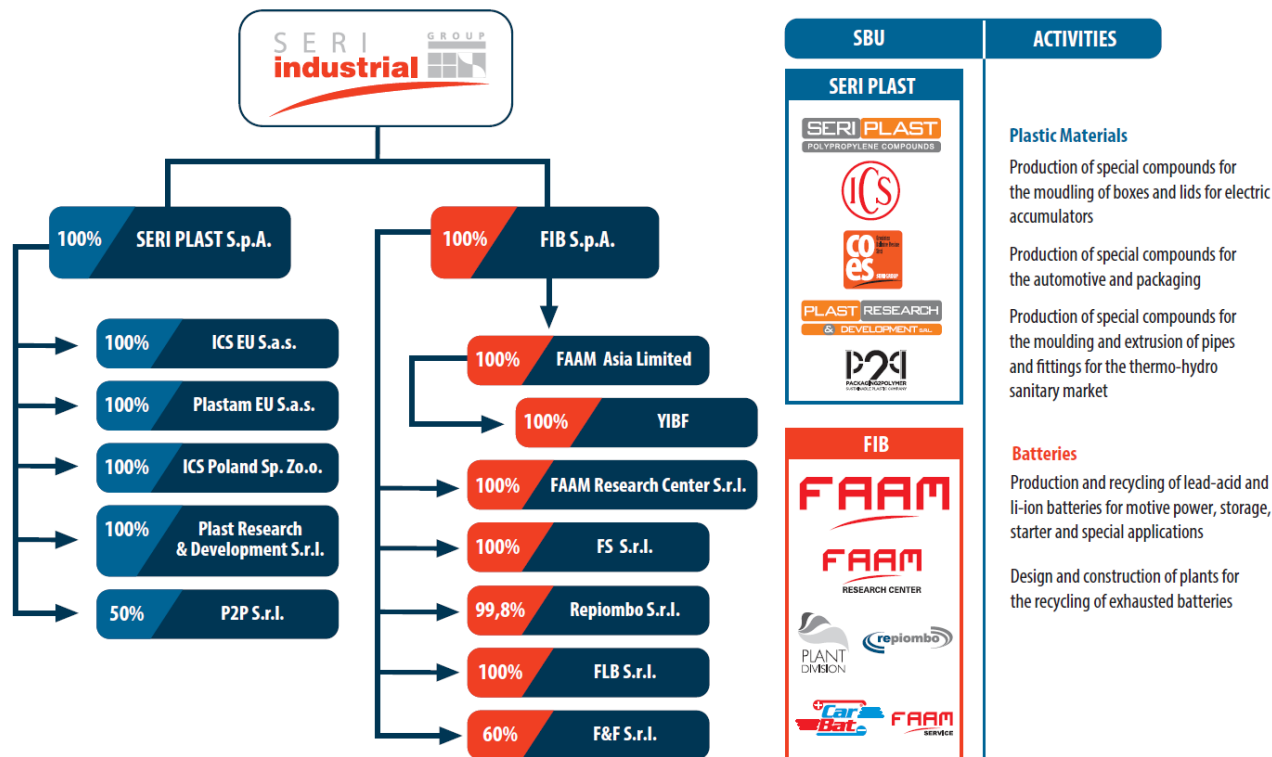 SERI
industrial
GROUP
100% SERI PLAST S.p.A.
100% FIB S.p.A.
100% ICS EU S.a.s.
100% Plastam EU S.a.s.
100% ICS Poland Sp. Zo.o.
100% Plast Research
& Development S.r.l.
50% P2P S.r.l.
100% FAAM Asia Limited
100% YIBF
100% FAAM Research Center S.r.l.
100% FS S.r.l.
99,8% Repiombo S.r.l.
100% FLB S.r.l.
60% F&F S.r.l.
SBU
ACTIVITIES
SERI PLAST
SERI PLAST
POLYPROPYLENE COMPOUNDS
ICS
co
es
PLAST RESEARCH
& DEVELOPMENT S.R.L.
P2P
PACKAGING2POLYMER
SUSTAINABLE PLASTIC COMPANY
Plastic Materials
Production of special compounds for
the moudling of boxes and lids for electric
accumulators
Production of special compounds for
the automotive and packaging
Production of special compounds for
the moulding and extrusion of pipes
and fittings for the thermo-hydro
sanitary market
FIB
FAAM
FAAM
RESEARCH CENTER
PLANT
DIVISION
repiombo
Car
Bat
FAAM
SERVICE
Batteries
Production and recycling of lead-acid and
li-ion batteries for motive power, storage,
starter and special applications
Design and construction of plants for
the recycling of exhausted batteries